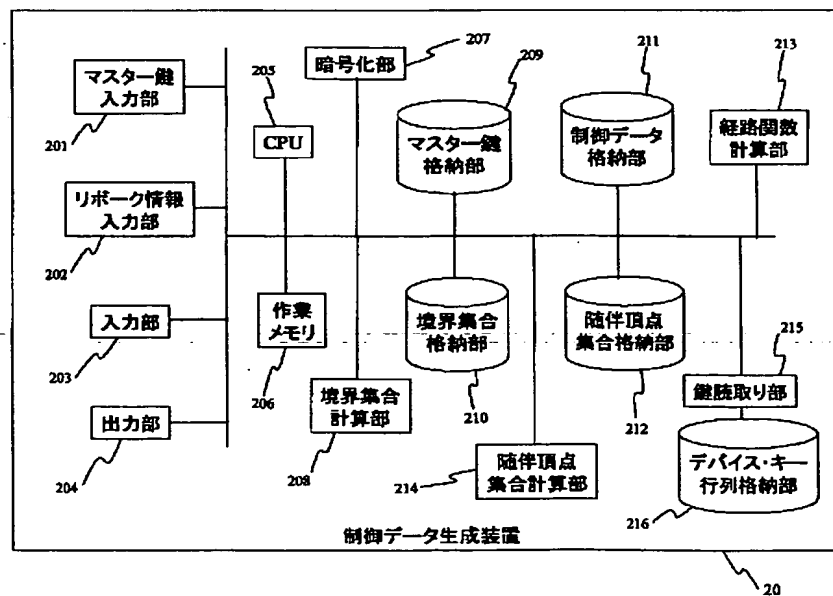 207
暗号化部
マスター鍵
入力部
201
205
CPU
209
マスター鍵
格納部
211
制御データ
格納部
213
経路関数
計算部
リボーク情報
入力部
202
入力部
203
作業
メモリ
206
境界集合
格納部
210
随伴頂点
集合格納部
212
215
鍵読取り部
出力部
204
境界集合
計算部
208
214
随伴頂点
集合計算部
デバイス・キー
行列格納部
216
制御データ生成装置
20